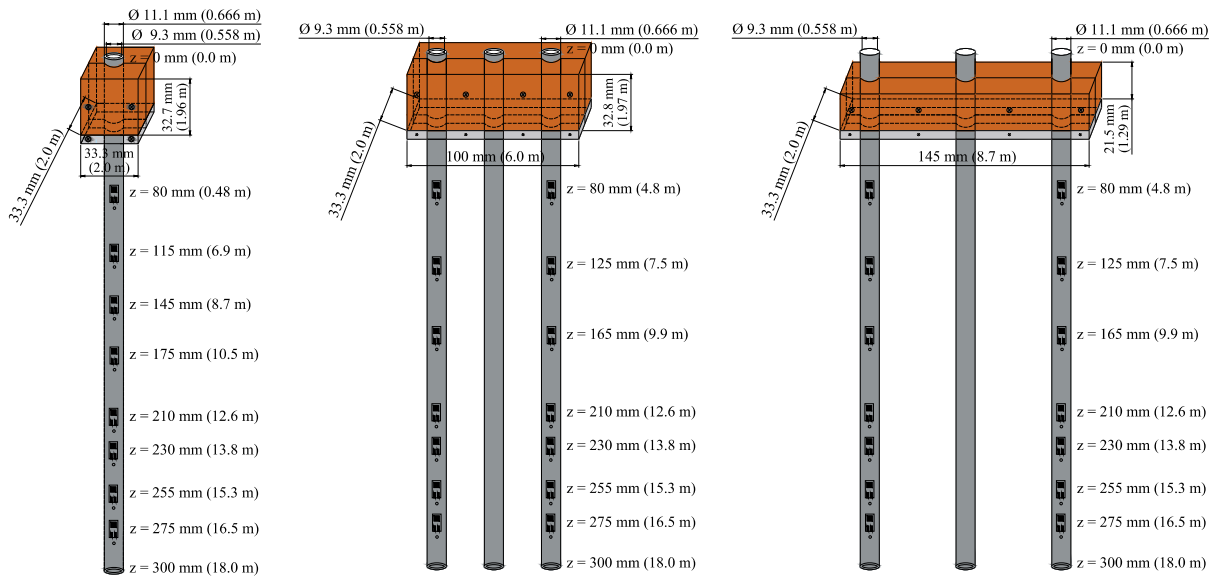 Ø 11.1 mm (0.666 m)
Ø 9.3 mm (0.558 m)
z = 0 mm (0.0 m)
32.7 mm
(1.96 m)
33.3 mm (2.0 m)
33.3 mm
(2.0 m)
z = 80 mm (0.48 m)
z = 115 mm (6.9 m)
z = 145 mm (8.7 m)
z = 175 mm (10.5 m)
z = 210 mm (12.6 m)
z = 230 mm (13.8 m)
z = 255 mm (15.3 m)
z = 275 mm (16.5 m)
z = 300 mm (18.0 m)
Ø 9.3 mm (0.558 m)
Ø 11.1 mm (0.666 m)
z = 0 mm (0.0 m)
32.8 mm
(1.97 m)
33.3 mm (2.0 m)
100 mm (6.0 m)
z = 80 mm (4.8 m)
z = 125 mm (7.5 m)
z = 165 mm (9.9 m)
z = 210 mm (12.6 m)
z = 230 mm (13.8 m)
z = 255 mm (15.3 m)
z = 275 mm (16.5 m)
z = 300 mm (18.0 m)
Ø 9.3 mm (0.558 m)
Ø 11.1 mm (0.666 m)
z = 0 mm (0.0 m)
21.5 mm
(1.29 m)
33.3 mm (2.0 m)
145 mm (8.7 m)
z = 80 mm (4.8 m)
z = 125 mm (7.5 m)
z = 165 mm (9.9 m)
z = 210 mm (12.6 m)
z = 230 mm (13.8 m)
z = 255 mm (15.3 m)
z = 275 mm (16.5 m)
z = 300 mm (18.0 m)